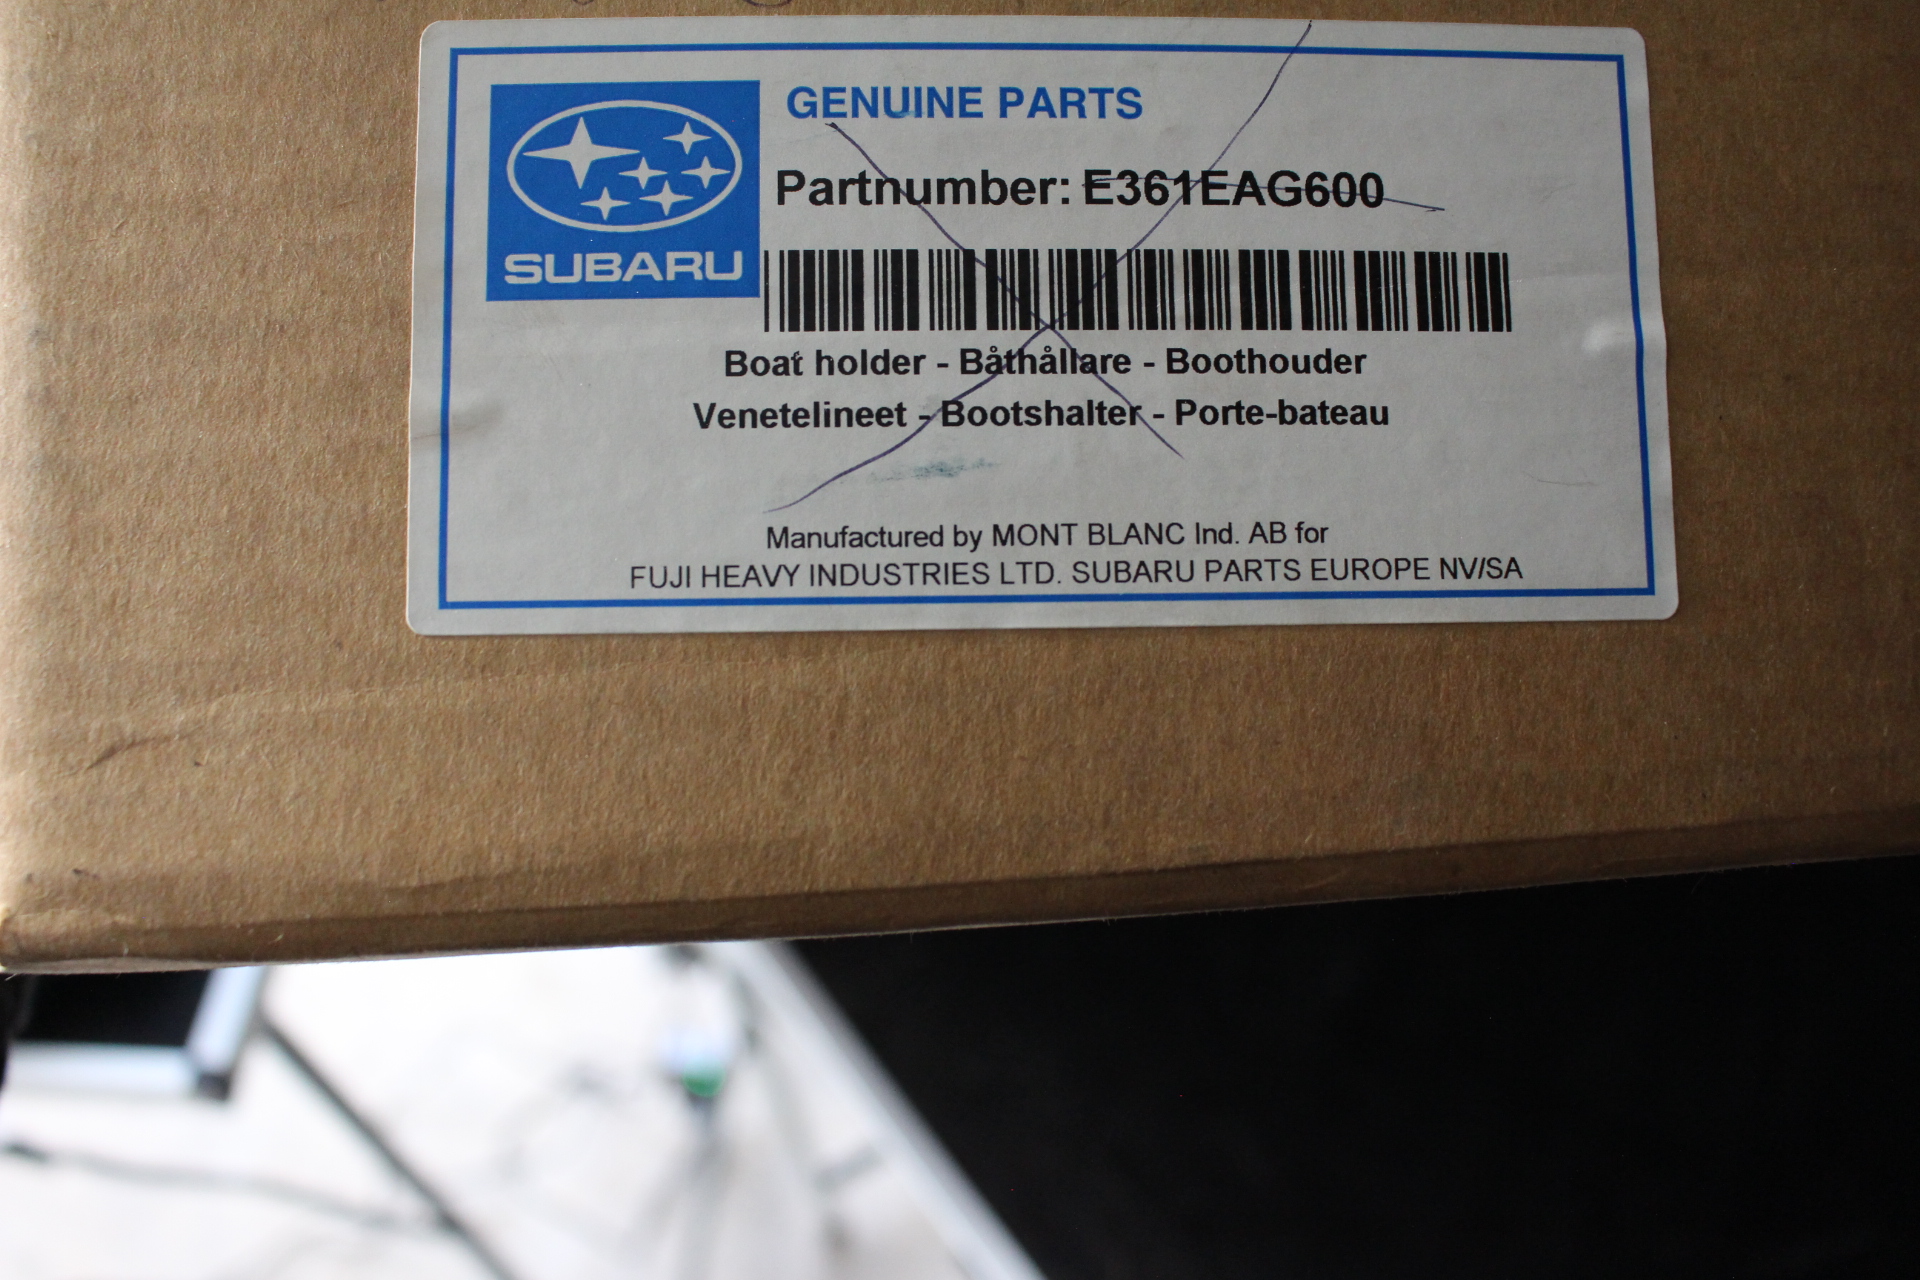 GENUINE PARTS
SUBARU
Partnumber: E361EAG600
Boat holder - Båthållare - Boothouder
Venetelineet - Bootshalter - Porte-bateau
Manufactured by MONT BLANC Ind. AB for
FUJI HEAVY INDUSTRIES LTD. SUBARU PARTS EUROPE NV/SA